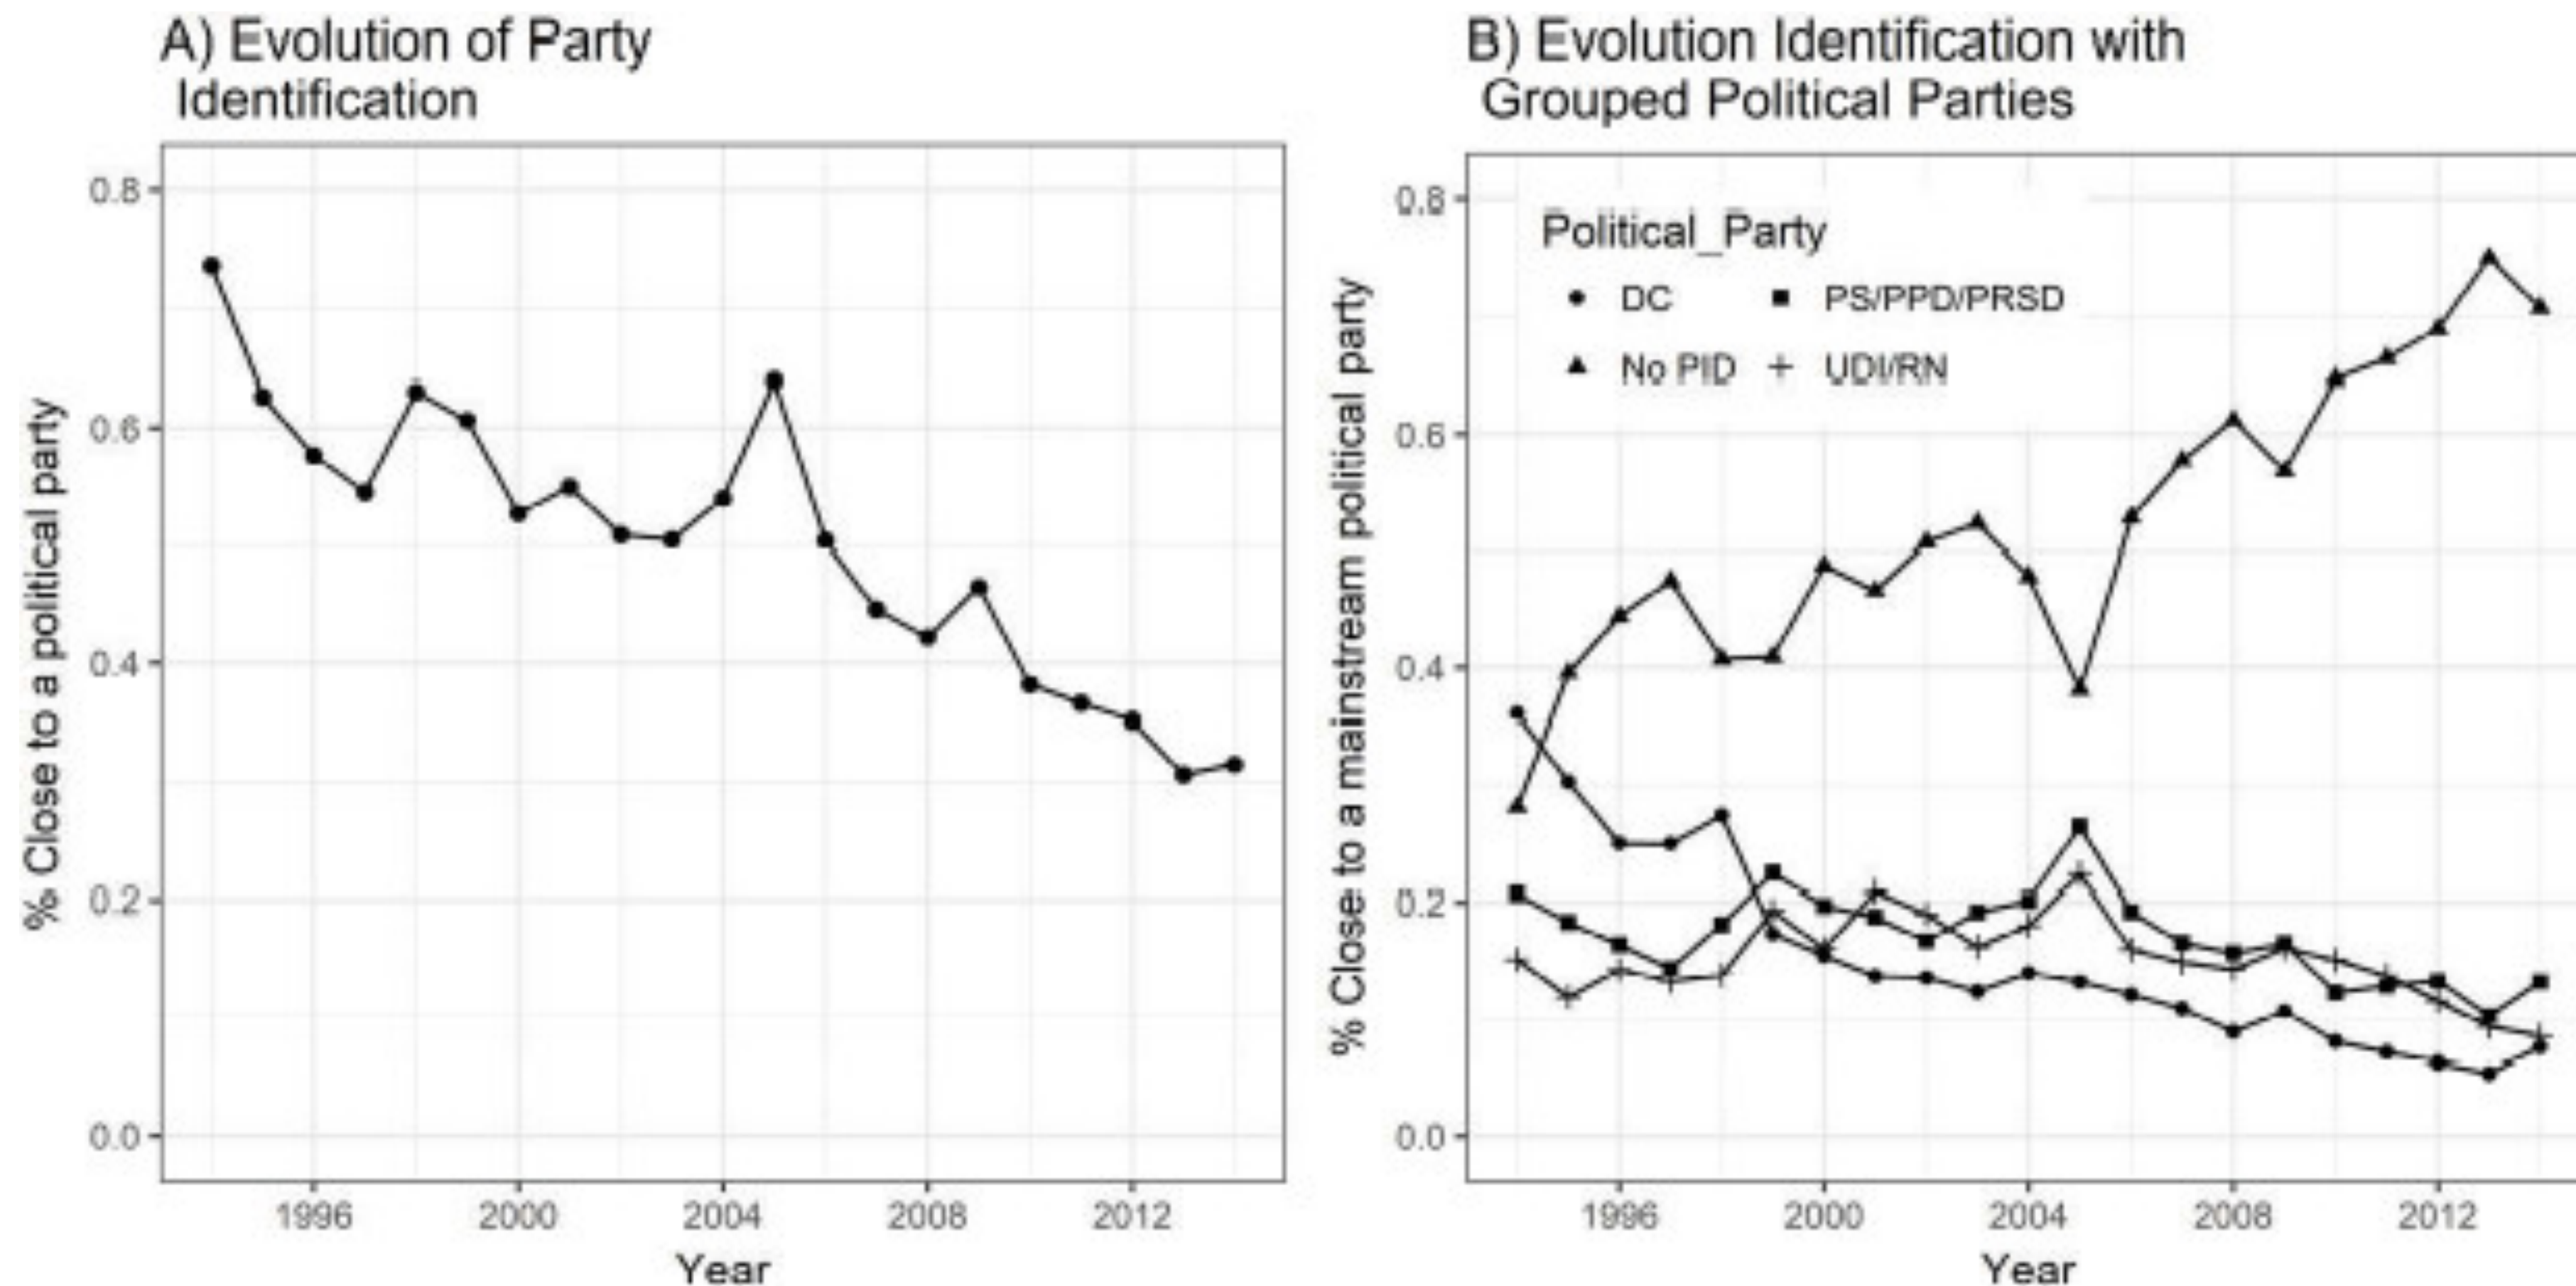 A) Evolution of Party
Identification
% Close to a political party
0.8
0.6
0.4
0.2
0.0
1996 2000 2004 2008 2012
Year
B) Evolution Identification with
Grouped Political Parties
% Close to a mainstream political party
0.8
0.6
0.4
0.2
0.0
Political_Party
DC PS/PPD/PRSD
No PID UDI/RN
1996 2000 2004 2008 2012
Year